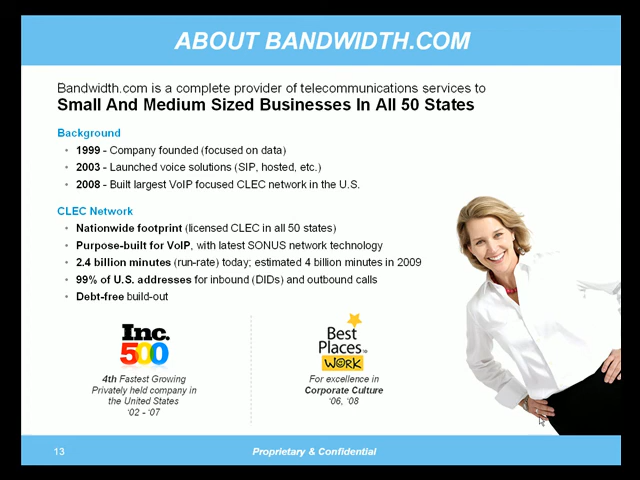 ABOUT BANDWIDTH.COM
Bandwidth.com is a complete provider of telecommunications services to
Small And Medium Sized Businesses In All 50 States
Background
• 1999 - Company founded (focused on data)
• 2003 - Launched voice solutions (SIP, hosted, etc.)
• 2008 - Built largest VoIP focused CLEC network in the U.S.
CLEC Network
• Nationwide footprint (licensed CLEC in all 50 states)
• Purpose-built for VoIP, with latest SONUS network technology
• 2.4 billion minutes (run-rate) today; estimated 4 billion minutes in 2009
• 99% of U.S. addresses for inbound (DIDs) and outbound calls
• Debt-free build-out
Inc.
500
4th Fastest Growing
Privately held company in
the United States
'02 - '07
Best
Places
WORK
For excellence in
Corporate Culture
'06, '08
13
Proprietary & Confidential